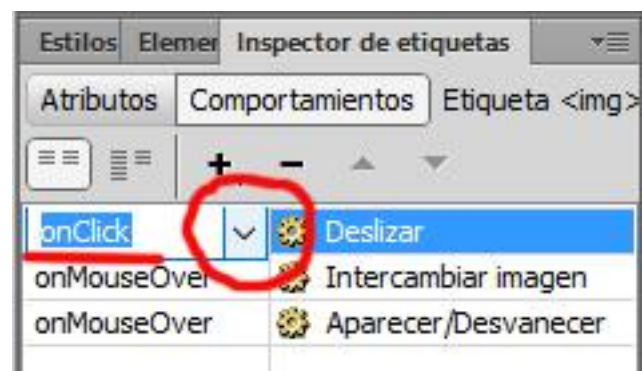 Estilos Elemer Inspector de etiquetas
Atributos Comportamientos Etiqueta <img>
onClick Deslizar
onMouseOver Intercambiar imagen
onMouseOver Aparecer/Desvanecer